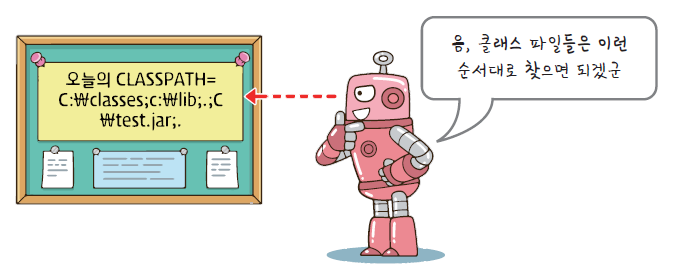 오늘의 CLASSPATH=
C:₩classes;c:₩lib;.;C
₩test.jar;.
음, 클래스 파일들은 이런
순서대로 찾으면 되겠군